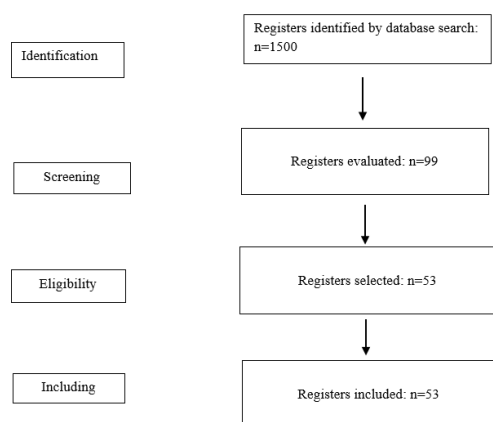 Registers identified by database search:
n=1500
Identification
Registers evaluated: n=99
Screening
Registers selected: n=53
Eligibility
Registers included: n=53
Including